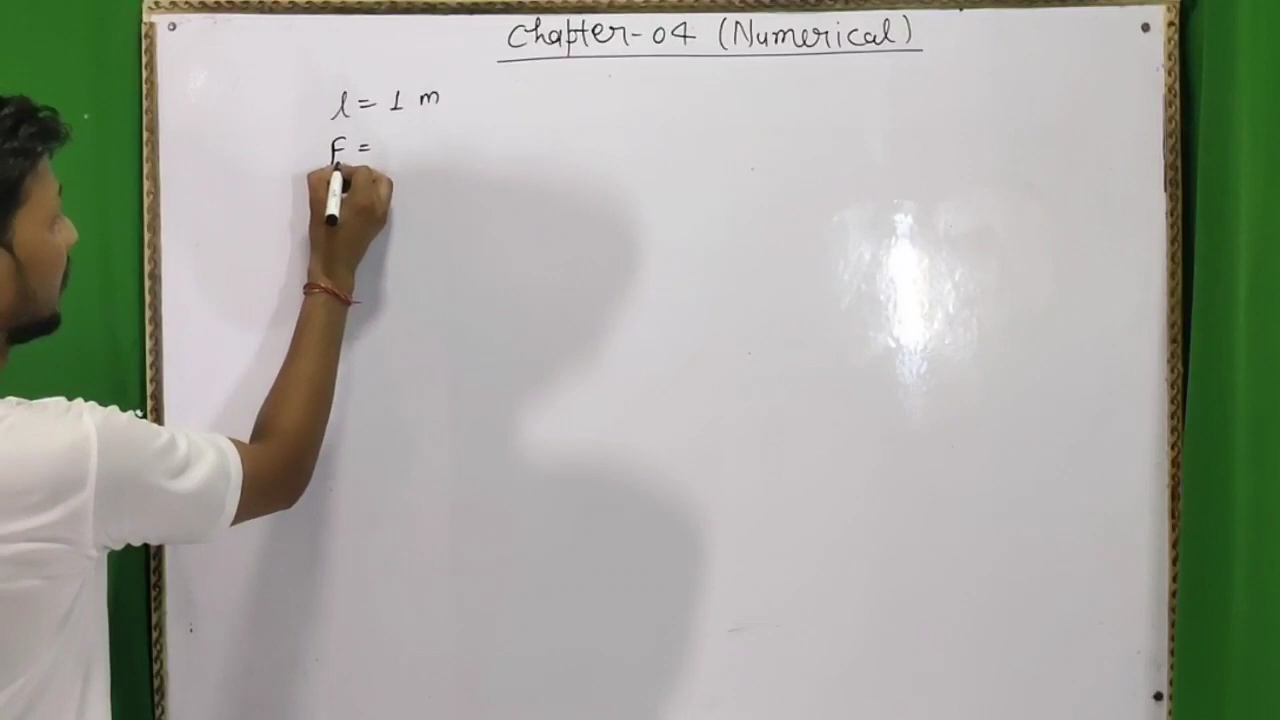 Chapter-04 (Numerical)
l = 1 m
F =